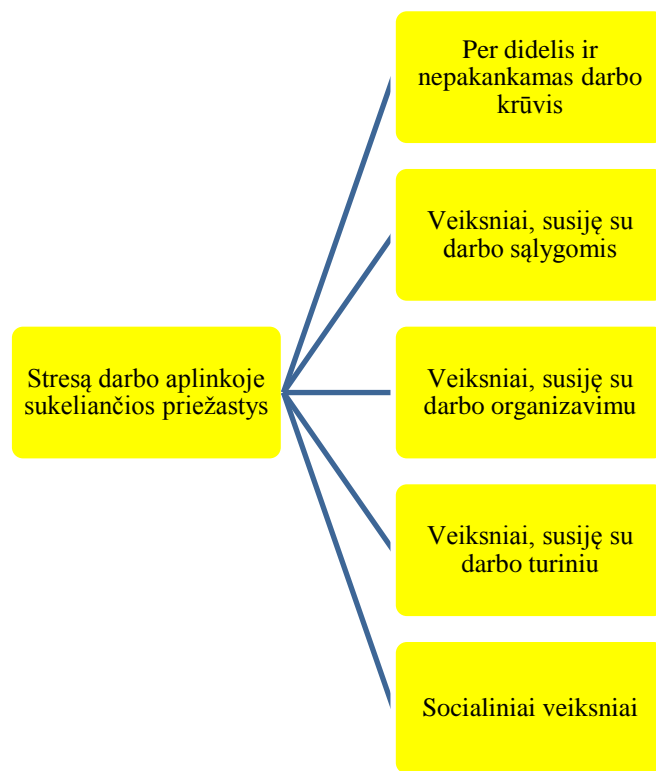 Per didelis ir
nepakankamas darbo
krūvis
Veiksniai, susiję su
darbo sąlygomis
Stresą darbo aplinkoje
sukeliančios priežastys
Veiksniai, susiję su
darbo organizavimu
Veiksniai, susiję su
darbo turiniu
Socialiniai veiksniai